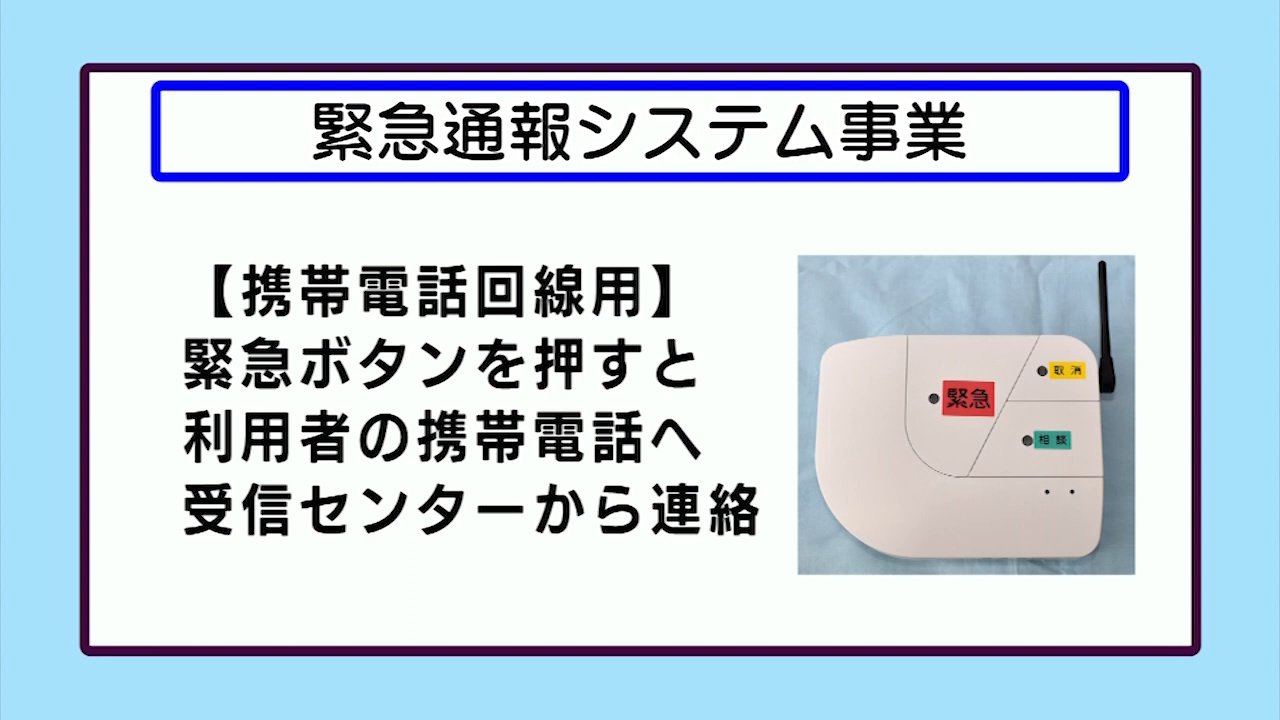 緊急通報システム事業
【携帯電話回線用】
緊急ボタンを押すと
利用者の携帯電話へ
受信センターから連絡
取消
緊急
相談